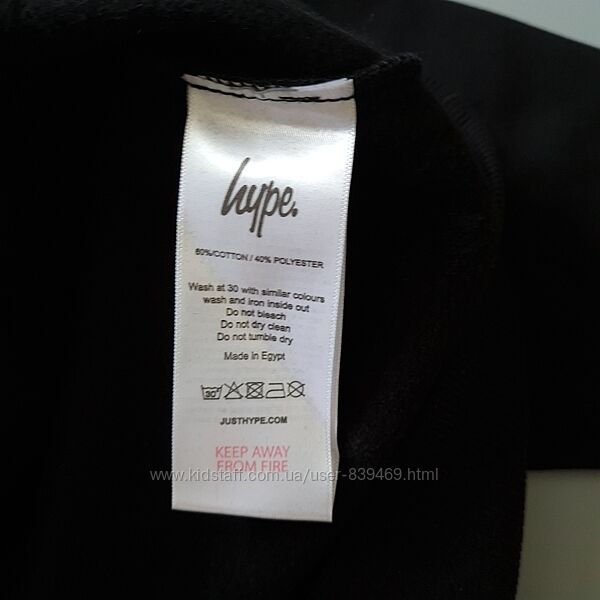 hype.
60%/COTTON / 40% POLYESTER
Wash at 30 with similar colours
wash and iron inside out
Do not bleach
Do not dry clean
Do not tumble dry
Made in Egypt
30°
JUSTHYPE.COM
KEEP AWAY
FROM FIRE
www.kidstaff.com.ua/user-839469.html